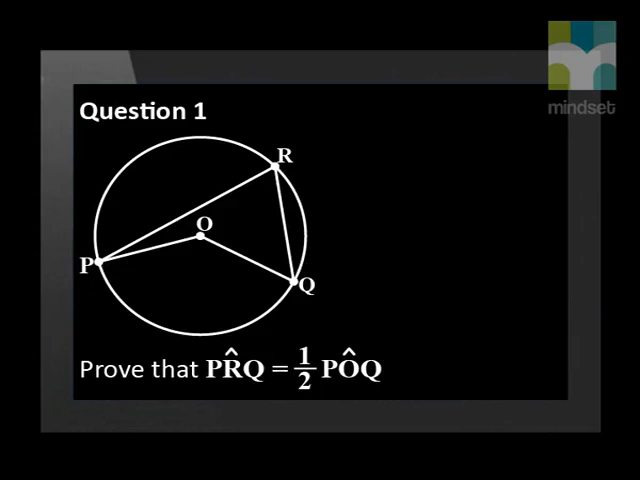 mindset
Question 1
R
O
P
Q
Prove that PR̂Q = 1/2 PÔQ